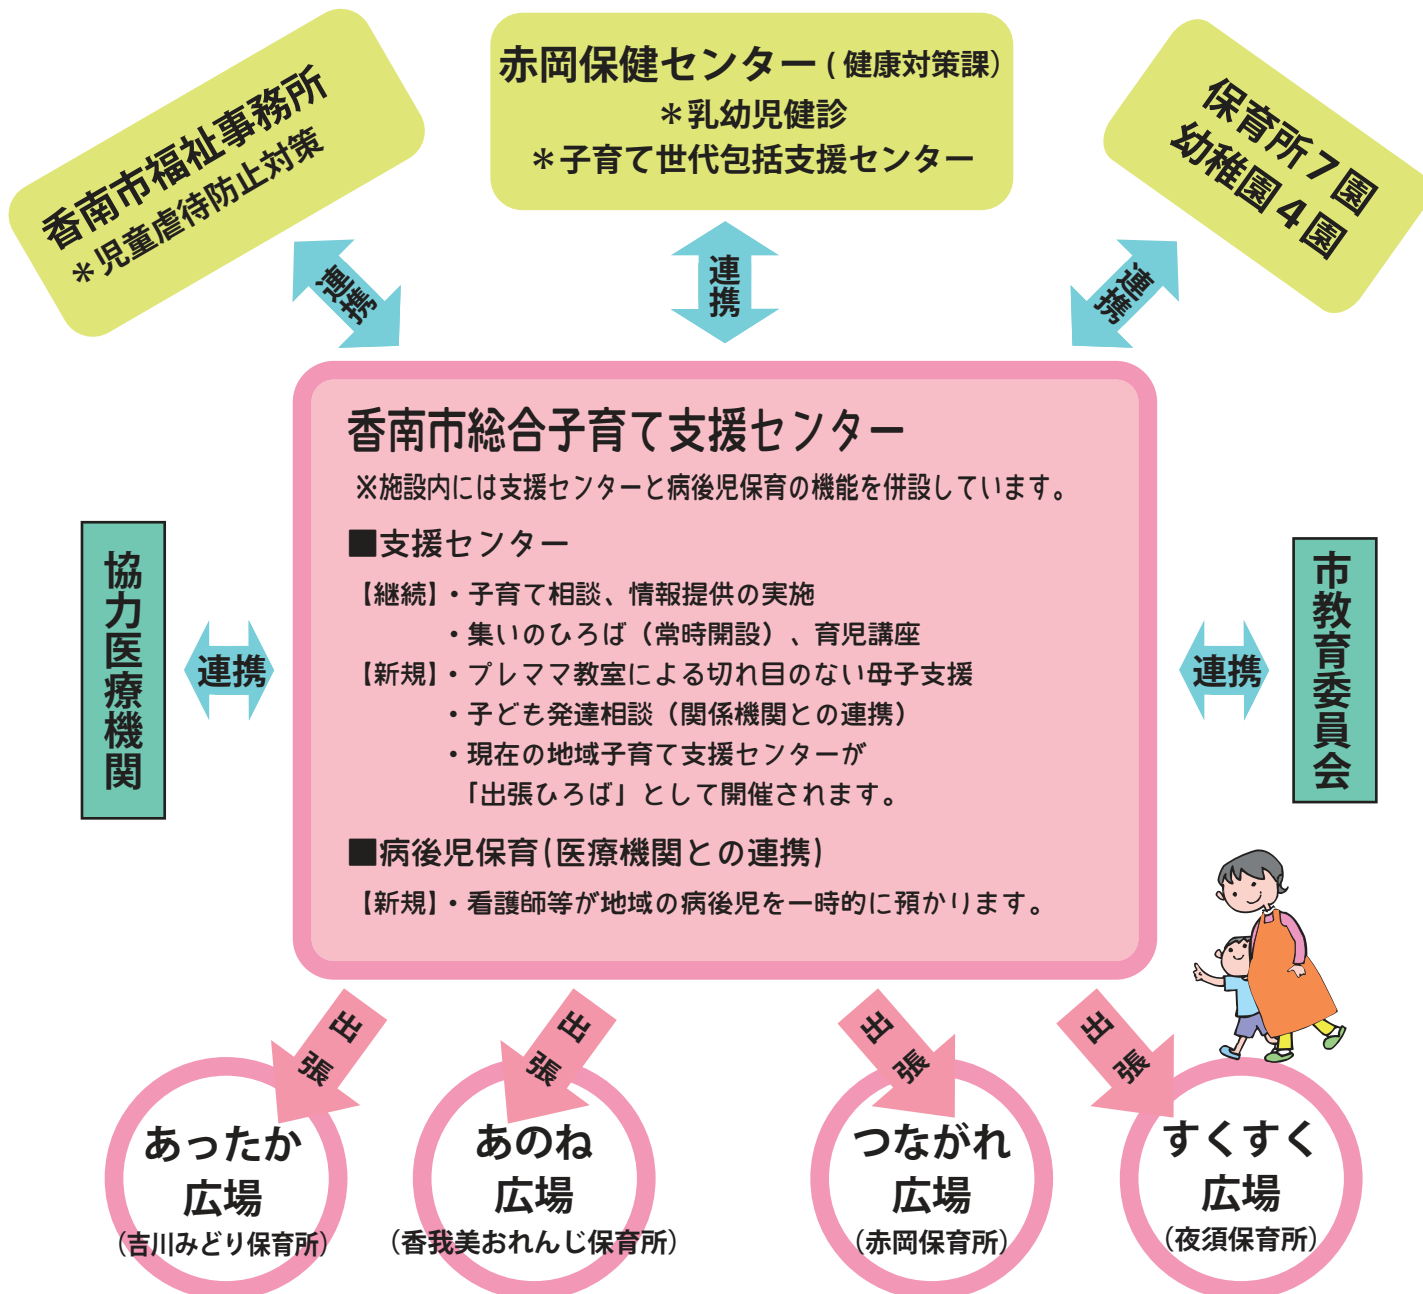 香南市福祉事務所
＊児童虐待防止対策
赤岡保健センター(健康対策課)
＊乳幼児健診
＊子育て世代包括支援センター
保育所７園
幼稚園４園
連携
連携
連携
香南市総合子育て支援センター
※施設内には支援センターと病後児保育の機能を併設しています。
■支援センター
【継続】・子育て相談、情報提供の実施
・集いのひろば（常時開設）、育児講座
【新規】・プレママ教室による切れ目のない母子支援
・子ども発達相談（関係機関との連携）
・現在の地域子育て支援センターが
「出張ひろば」として開催されます。
■病後児保育(医療機関との連携)
【新規】・看護師等が地域の病後児を一時的に預かります。
協力医療機関
連携
連携
市教育委員会
出張
出張
出張
出張
あったか
広場
（吉川みどり保育所）
あのね
広場
（香我美おれんじ保育所）
つながれ
広場
（赤岡保育所）
すくすく
広場
（夜須保育所）